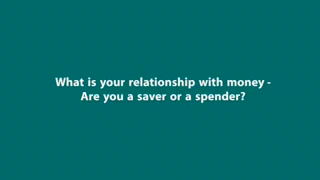 What is your relationship with money -
Are you a saver or a spender?